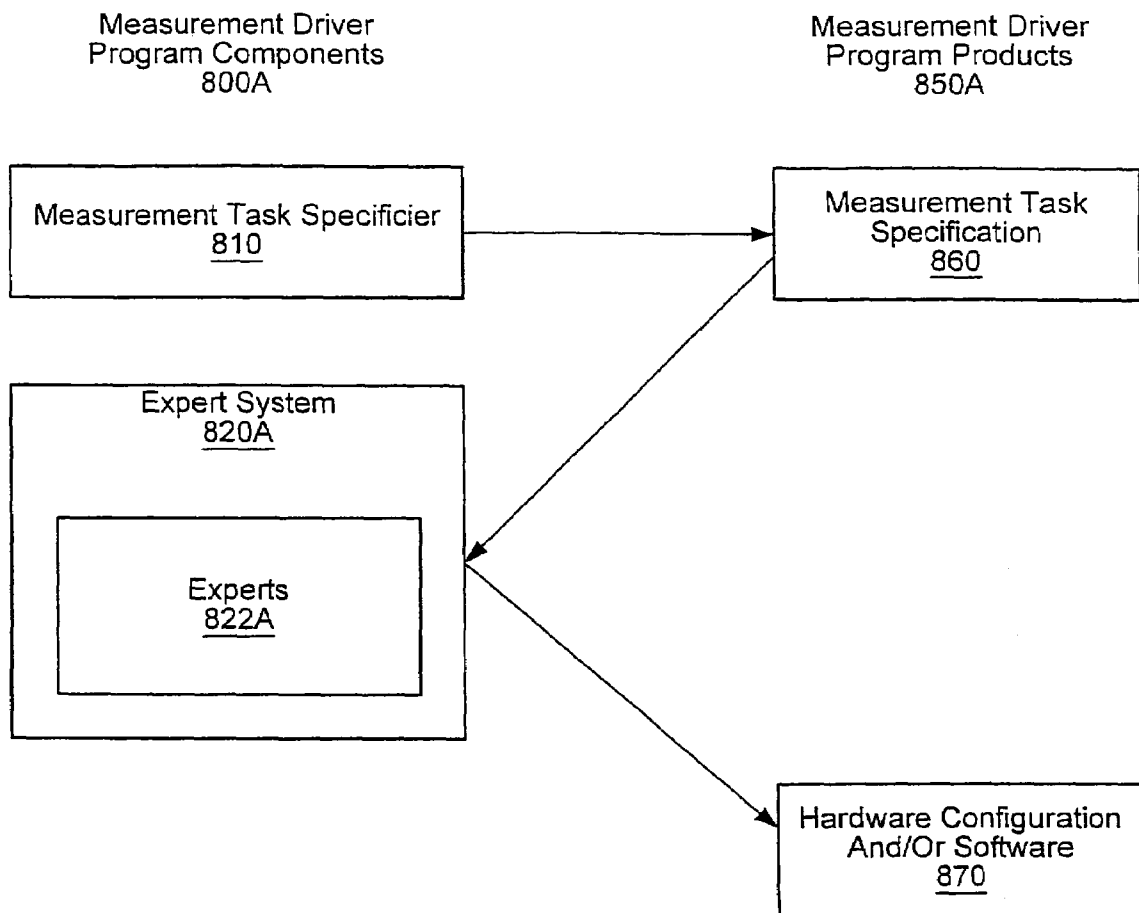 Measurement Driver
Program Components
800A
Measurement Driver
Program Products
850A
Measurement Task Specificier
810
Measurement Task
Specification
860
Expert System
820A
Experts
822A
Hardware Configuration
And/Or Software
870